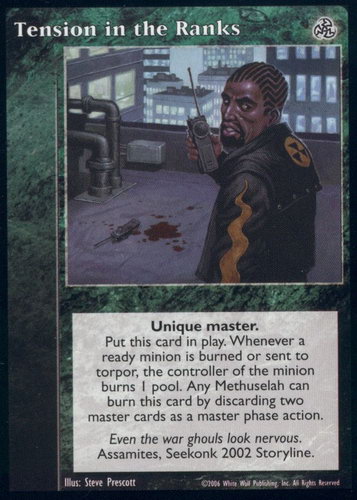 Tension in the Ranks
Unique master.
Put this card in play. Whenever a
ready minion is burned or sent to
torpor, the controller of the minion
burns 1 pool. Any Methuselah can
burn this card by discarding two
master cards as a master phase action.
Even the war ghouls look nervous.
Assamites, Seekonk 2002 Storyline.
Illus: Steve Prescott
©2006 White Wolf Publishing, Inc. All Rights Reserved